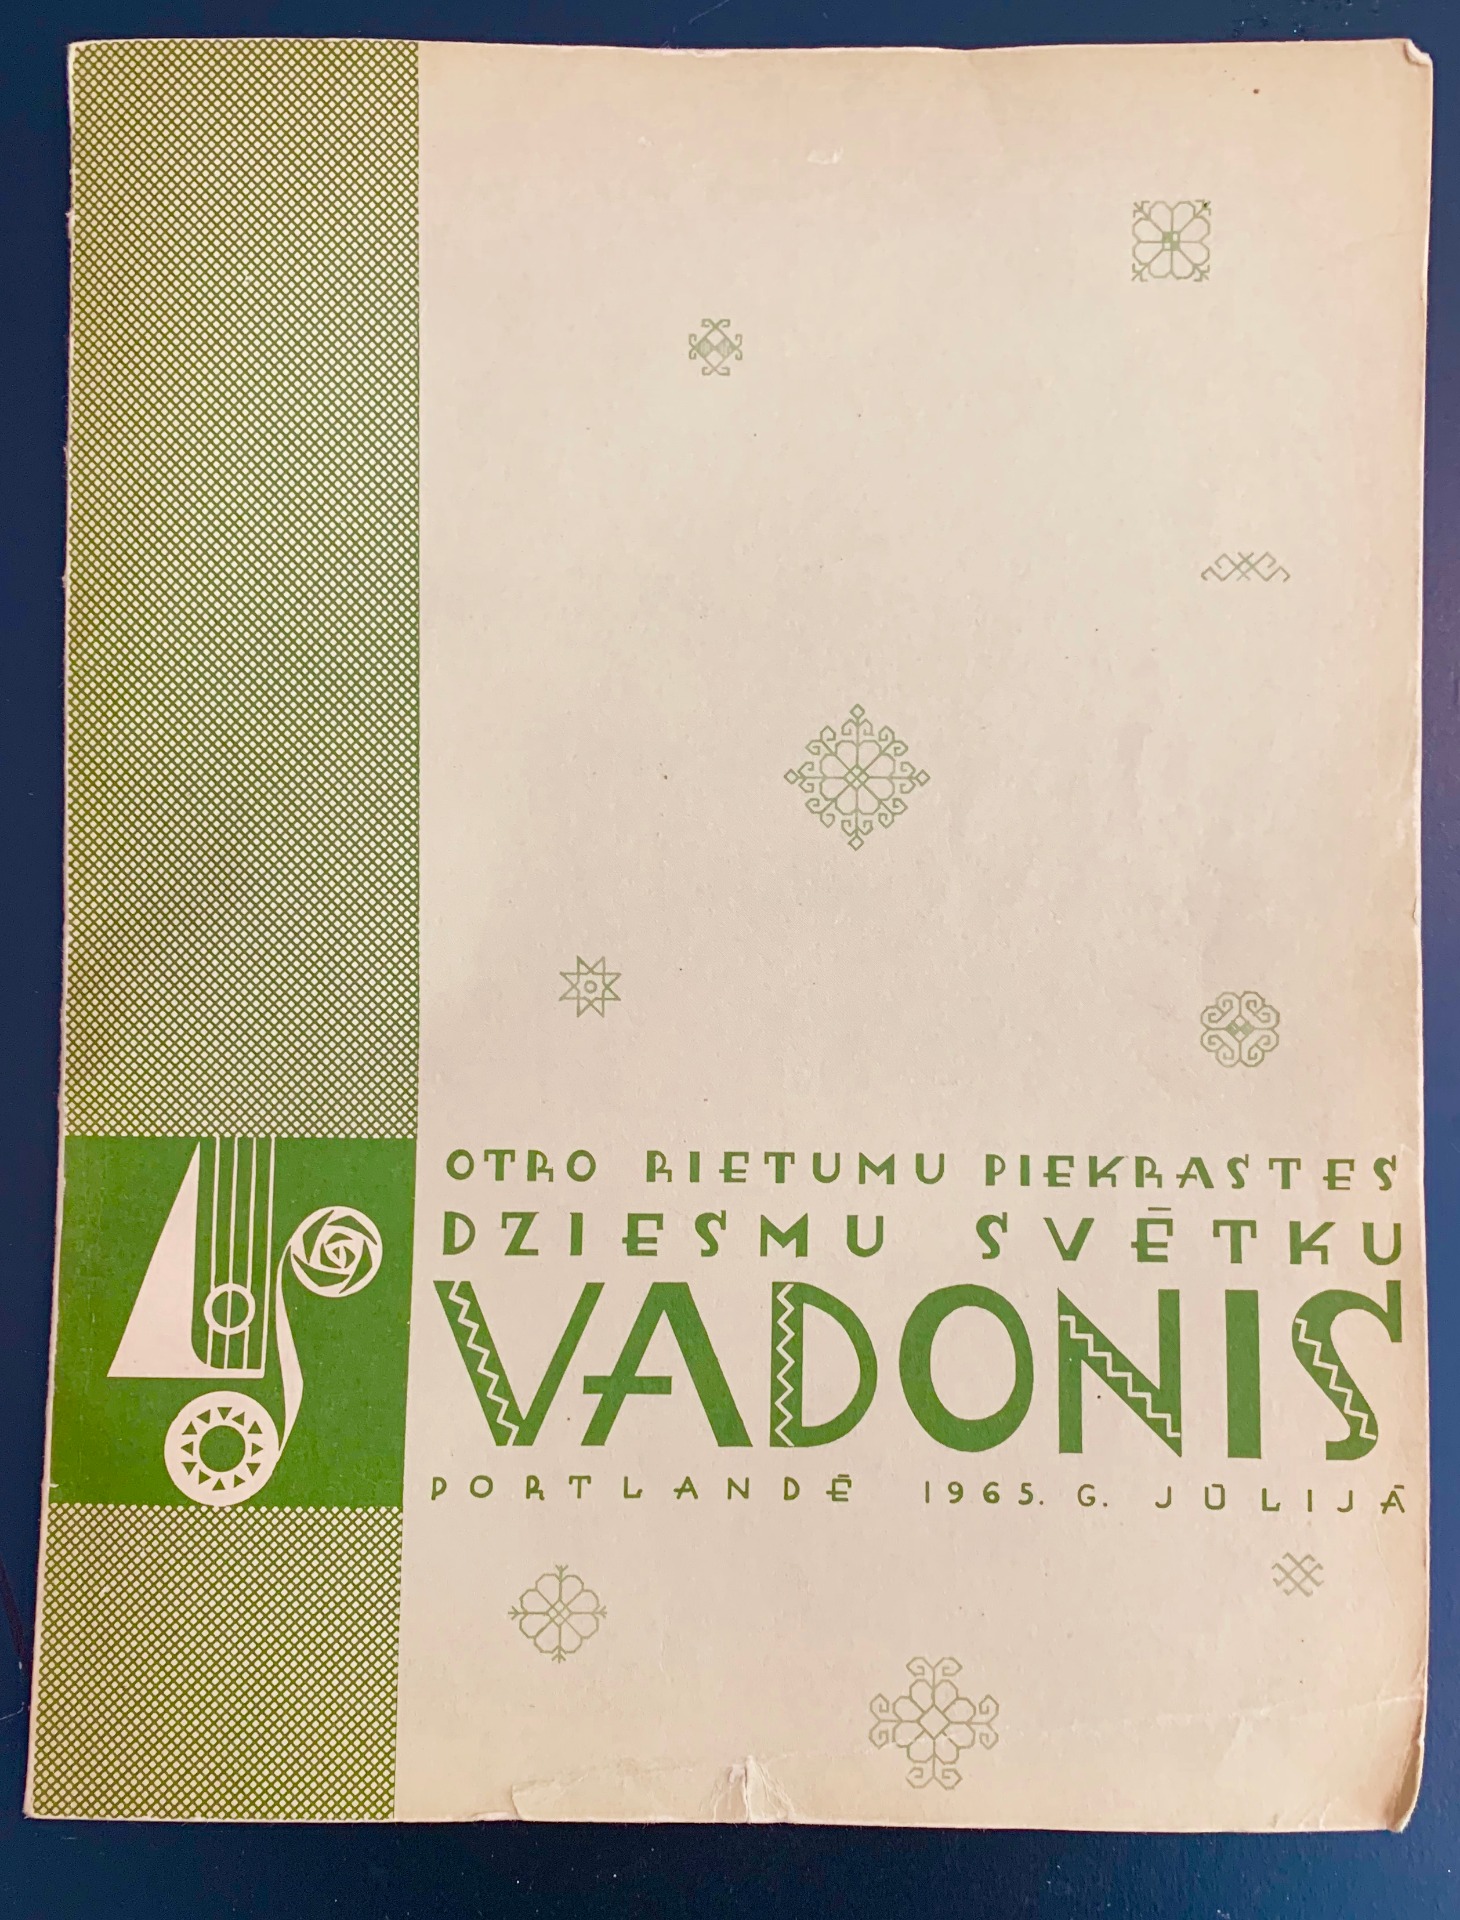 OTRO RIETUMU PIEKRASTES
DZIESMU SVĒTKU
VADONIS
PORTLANDĒ 1965. G. JŪLIJĀ